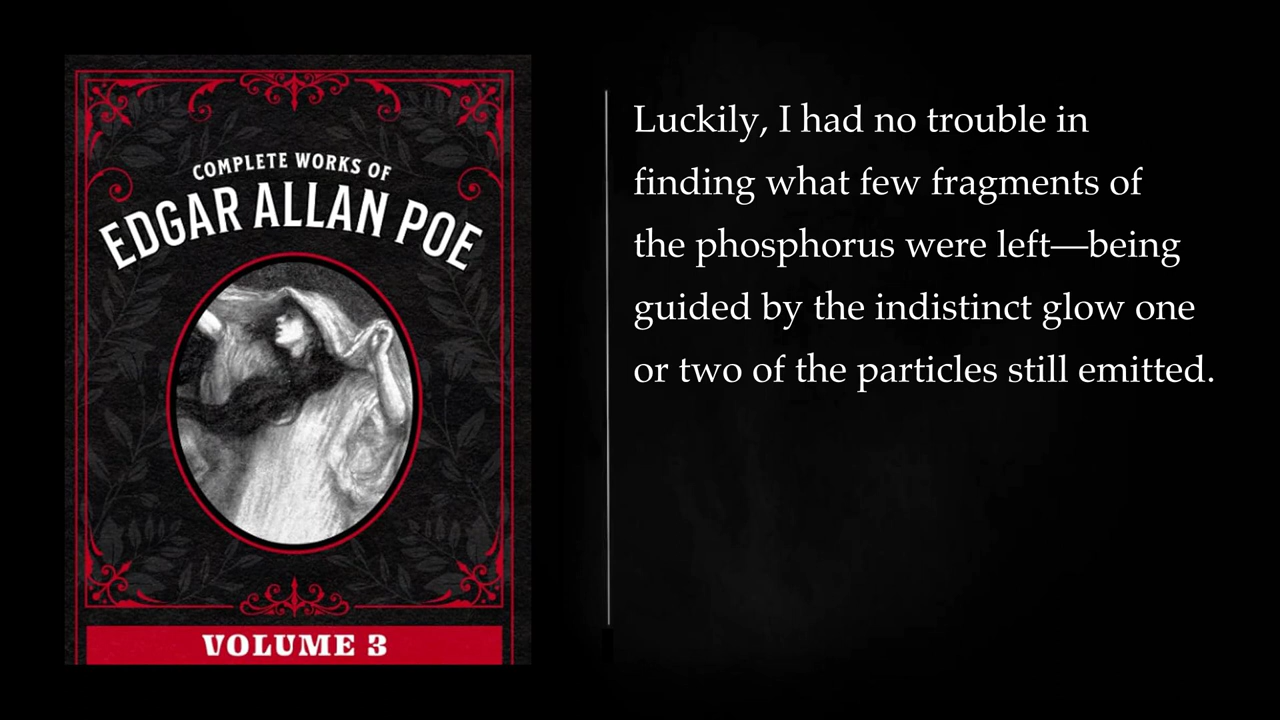 COMPLETE WORKS OF
EDGAR ALLAN POE
VOLUME 3
Luckily, I had no trouble in
finding what few fragments of
the phosphorus were left—being
guided by the indistinct glow one
or two of the particles still emitted.